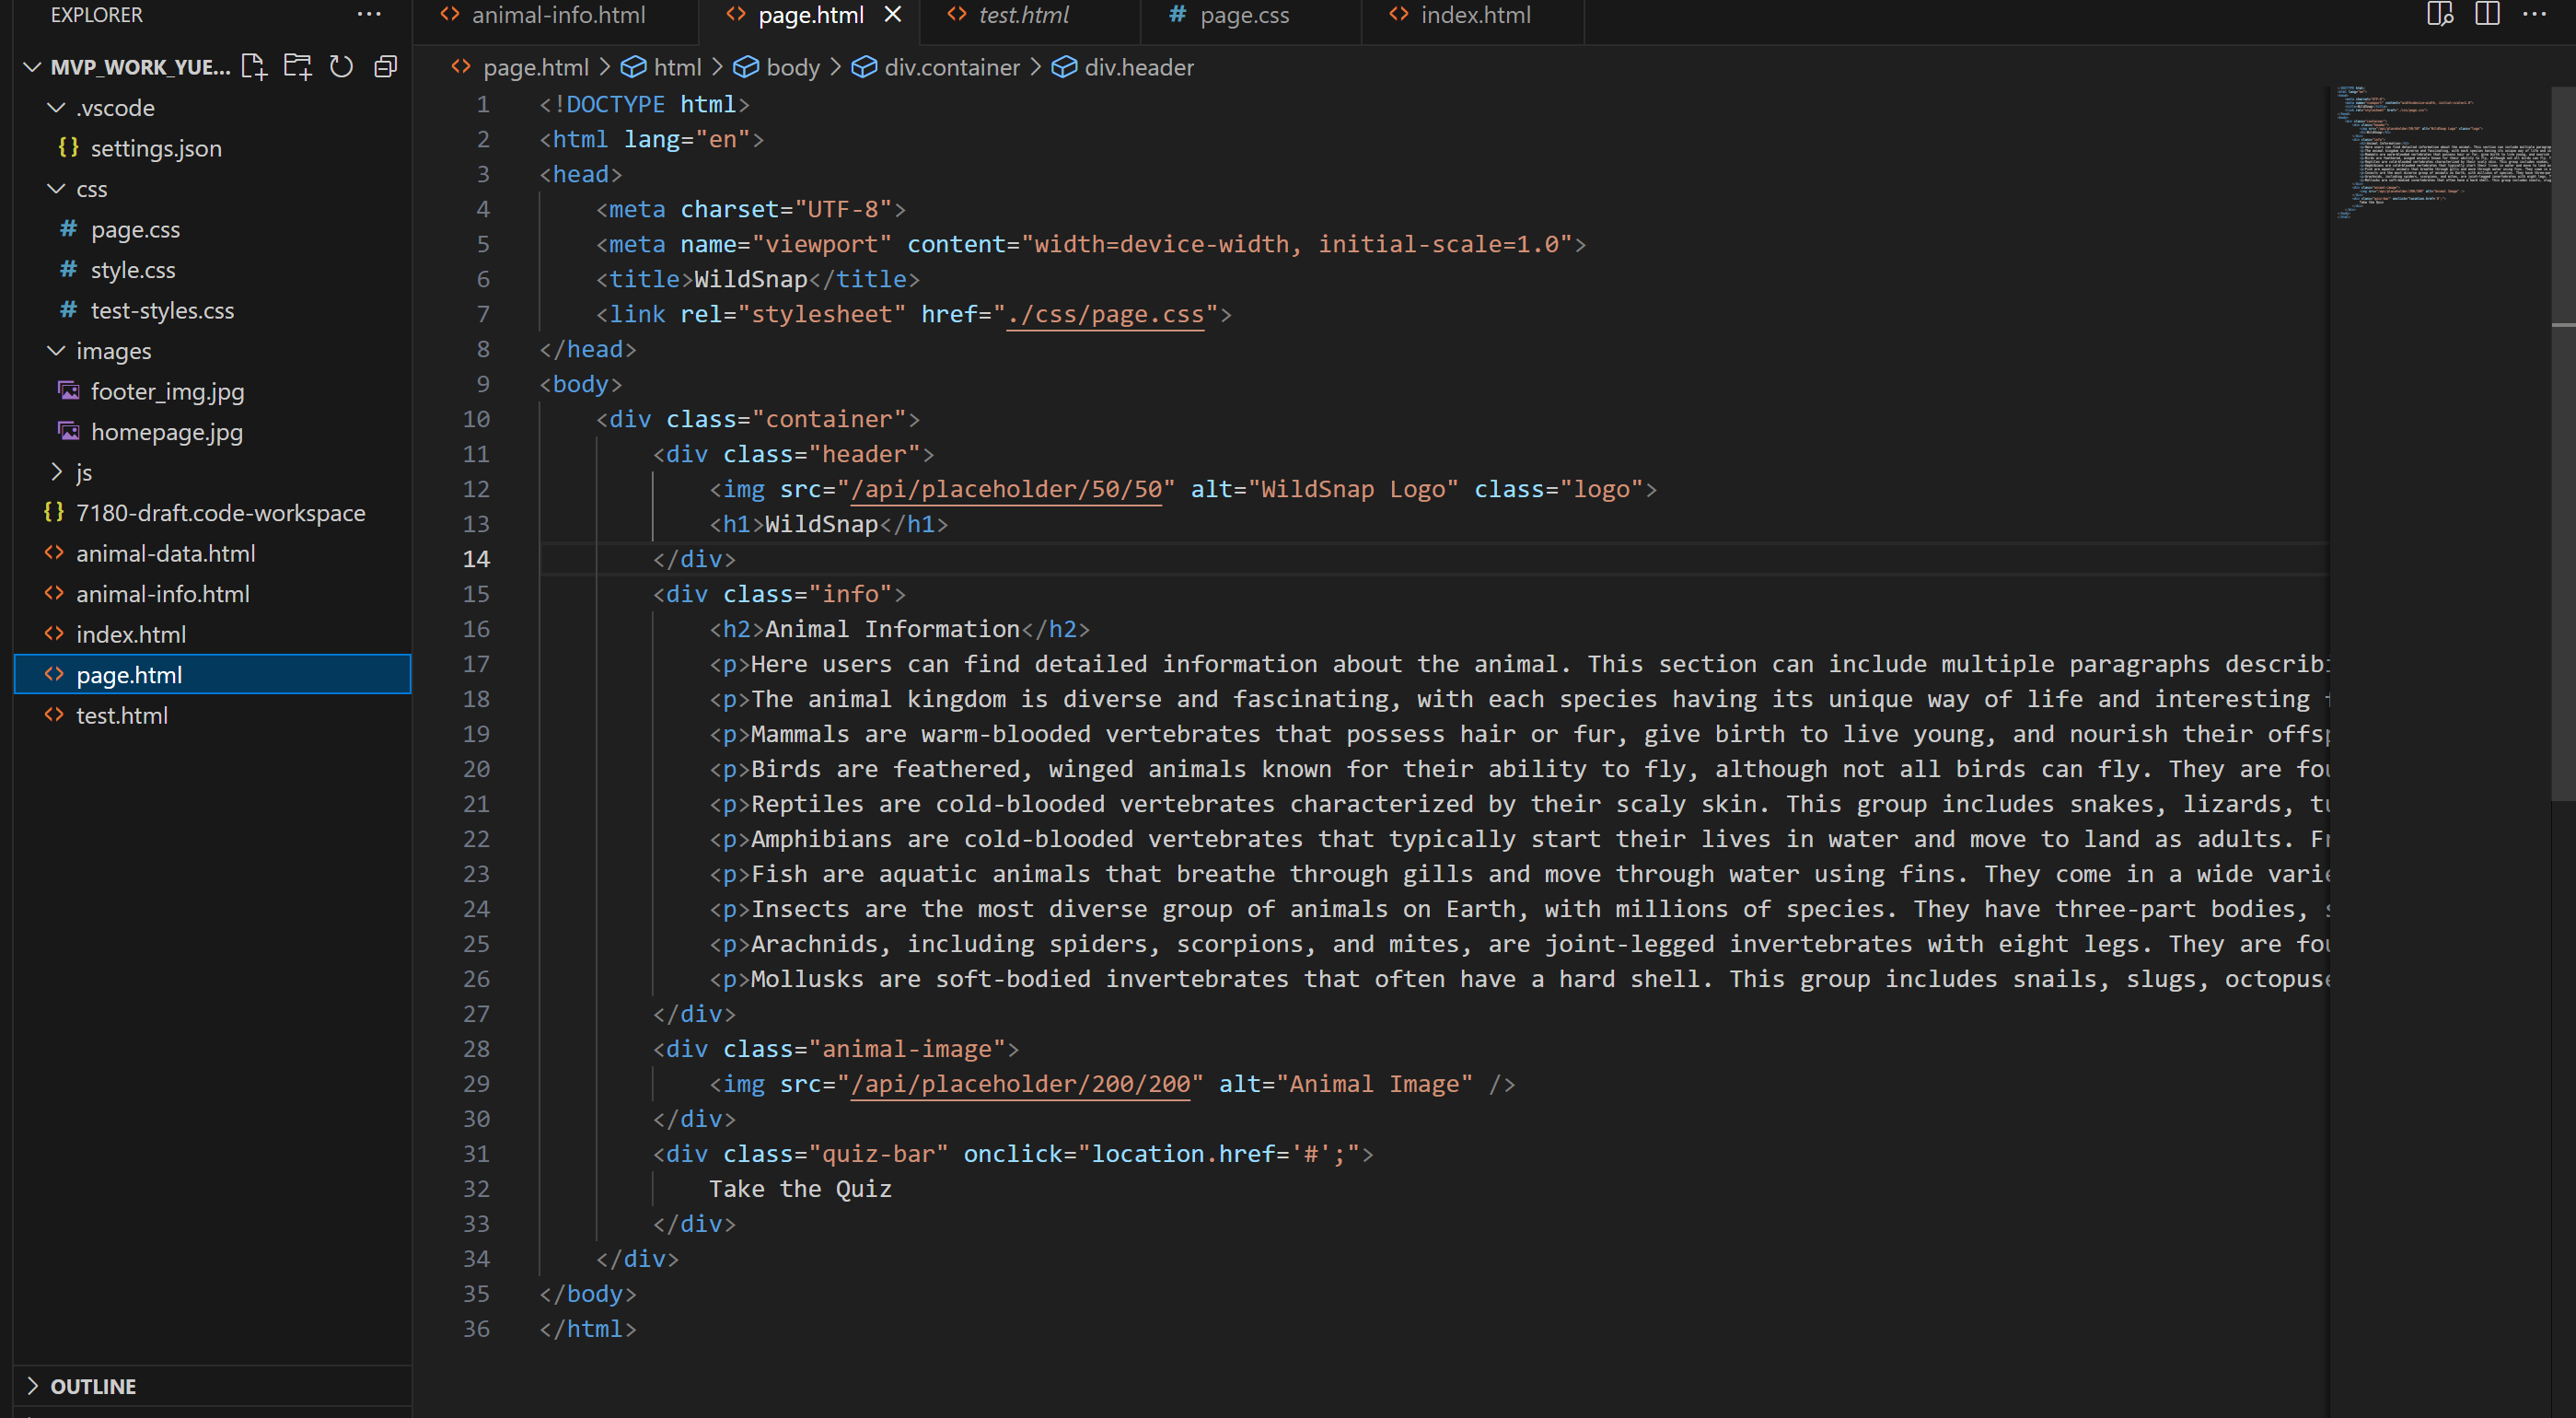 EXPLORER
MVP_WORK_YUE...
.vscode
settings.json
css
page.css
style.css
test-styles.css
images
footer_img.jpg
homepage.jpg
js
7180-draft.code-workspace
animal-data.html
animal-info.html
index.html
page.html
test.html
OUTLINE
animal-info.html page.html test.html page.css index.html
page.html > html > body > div.container > div.header
1 <!DOCTYPE html>
2 <html lang="en">
3 <head>
4 <meta charset="UTF-8">
5 <meta name="viewport" content="width=device-width, initial-scale=1.0">
6 <title>WildSnap</title>
7 <link rel="stylesheet" href="./css/page.css">
8 </head>
9 <body>
10 <div class="container">
11 <div class="header">
12 <img src="/api/placeholder/50/50" alt="WildSnap Logo" class="logo">
13 <h1>WildSnap</h1>
14 </div>
15 <div class="info">
16 <h2>Animal Information</h2>
17 <p>Here users can find detailed information about the animal. This section can include multiple paragraphs describi
18 <p>The animal kingdom is diverse and fascinating, with each species having its unique way of life and interesting
19 <p>Mammals are warm-blooded vertebrates that possess hair or fur, give birth to live young, and nourish their offsp
20 <p>Birds are feathered, winged animals known for their ability to fly, although not all birds can fly. They are fou
21 <p>Reptiles are cold-blooded vertebrates characterized by their scaly skin. This group includes snakes, lizards, tu
22 <p>Amphibians are cold-blooded vertebrates that typically start their lives in water and move to land as adults. Fr
23 <p>Fish are aquatic animals that breathe through gills and move through water using fins. They come in a wide varie
24 <p>Insects are the most diverse group of animals on Earth, with millions of species. They have three-part bodies, s
25 <p>Arachnids, including spiders, scorpions, and mites, are joint-legged invertebrates with eight legs. They are fou
26 <p>Mollusks are soft-bodied invertebrates that often have a hard shell. This group includes snails, slugs, octopuse
27 </div>
28 <div class="animal-image">
29 <img src="/api/placeholder/200/200" alt="Animal Image" />
30 </div>
31 <div class="quiz-bar" onclick="location.href='#';">
32 Take the Quiz
33 </div>
34 </div>
35 </body>
36 </html>